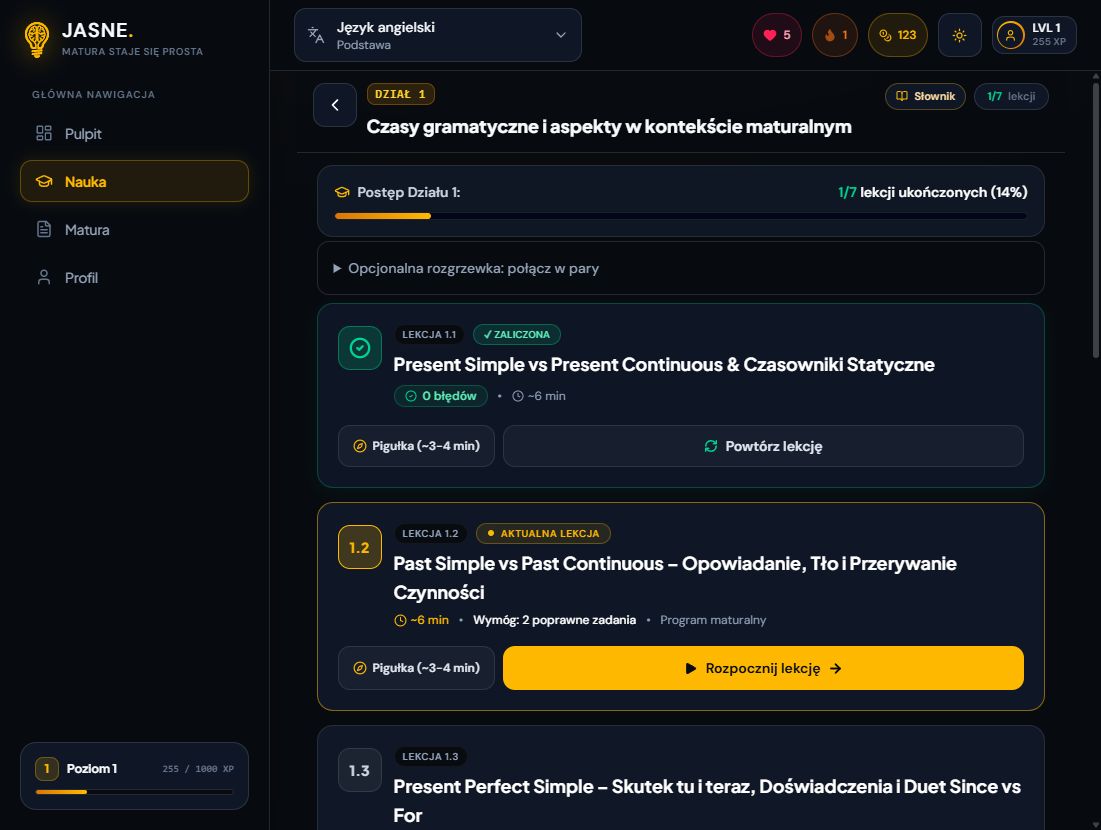 JASNE.
MATURA STAJE SIĘ PROSTA
GŁÓWNA NAWIGACJA
Pulpit
Nauka
Matura
Profil
1 Poziom 1 255 / 1000 XP
Język angielski
Podstawa
5
1
123
LVL 1
255 XP
DZIAŁ 1
Słownik
1/7 lekcji
Czasy gramatyczne i aspekty w kontekście maturalnym
Postęp Działu 1:
1/7 lekcji ukończonych (14%)
Opcjonalna rozgrzewka: połącz w pary
LEKCJA 1.1
✓ ZALICZONA
Present Simple vs Present Continuous & Czasowniki Statyczne
0 błędów • ~6 min
Pigułka (~3-4 min)
Powtórz lekcję
1.2
LEKCJA 1.2
AKTUALNA LEKCJA
Past Simple vs Past Continuous – Opowiadanie, Tło i Przerywanie
Czynności
~6 min • Wymóg: 2 poprawne zadania • Program maturalny
Pigułka (~3-4 min)
Rozpocznij lekcję →
1.3
LEKCJA 1.3
Present Perfect Simple – Skutek tu i teraz, Doświadczenia i Duet Since vs
For